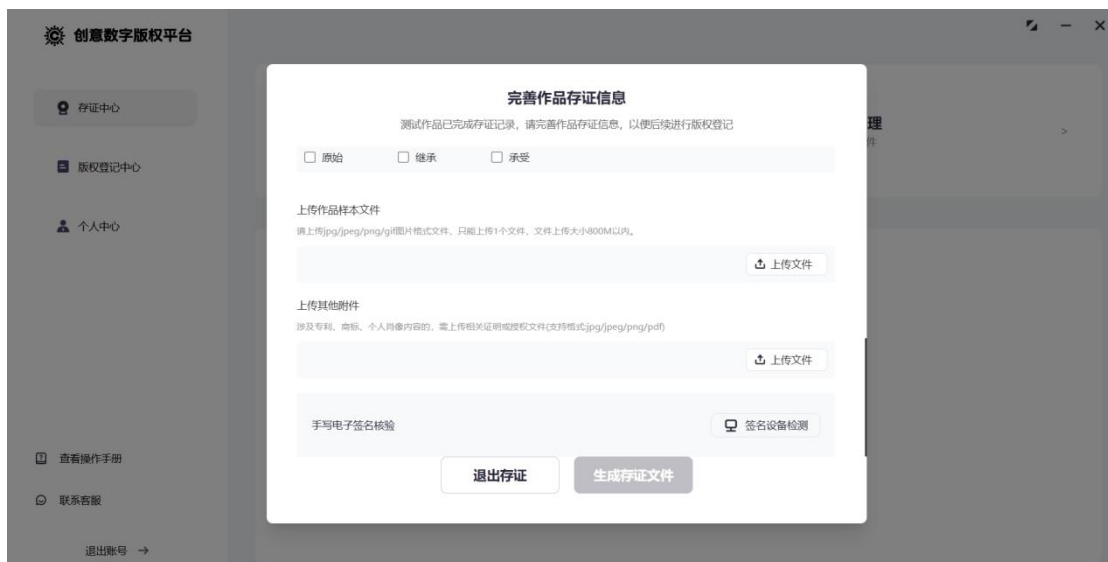 创意数字版权平台
存证中心
版权登记中心
个人中心
查看操作手册
联系客服
退出账号 →
理
件
>
完善作品存证信息
测试作品已完成存证记录，请完善作品存证信息，以便后续进行版权登记
原始 继承 承受
上传作品样本文件
请上传jpg/jpeg/png/gif图片格式文件，只能上传1个文件，文件上传大小800M以内。
上传文件
上传其他附件
涉及专利、商标、个人肖像内容的，需上传相关证明或授权文件(支持格式:jpg/jpeg/png/pdf)
上传文件
手写电子签名核验 签名设备检测
退出存证 生成存证文件